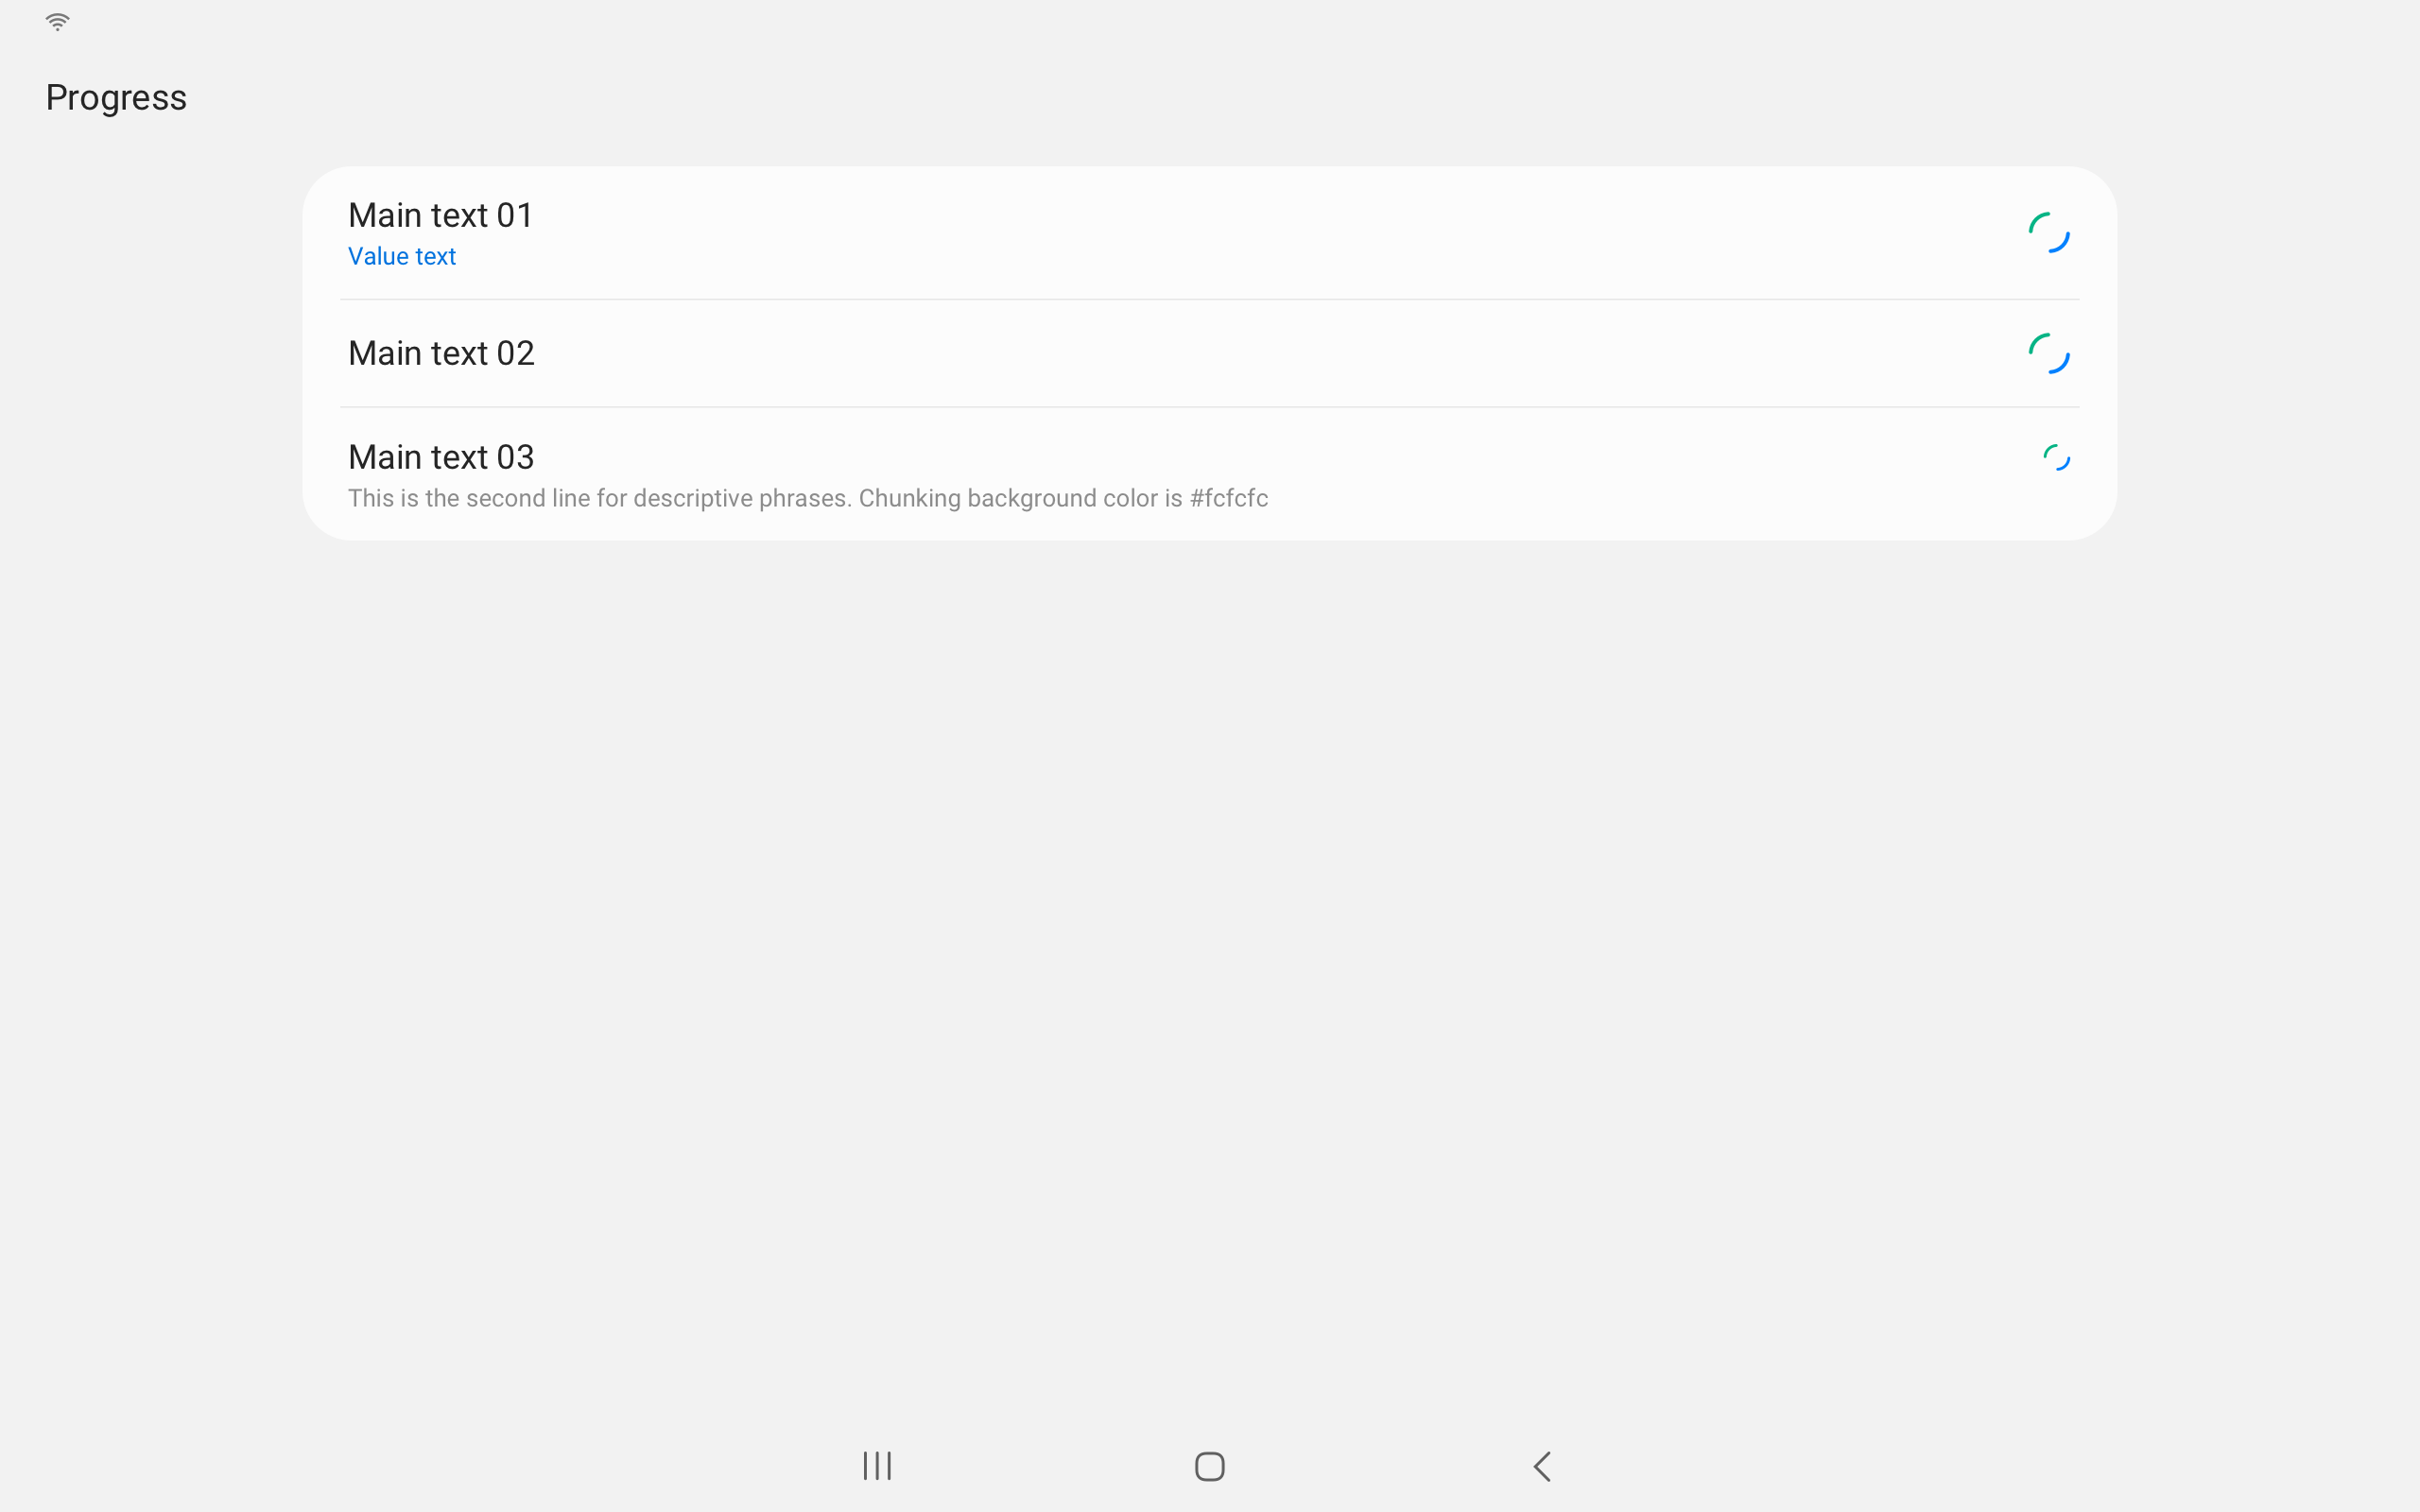 Progress
Main text 01
Value text
Main text 02
Main text 03
This is the second line for descriptive phrases. Chunking background color is #fcfcfc